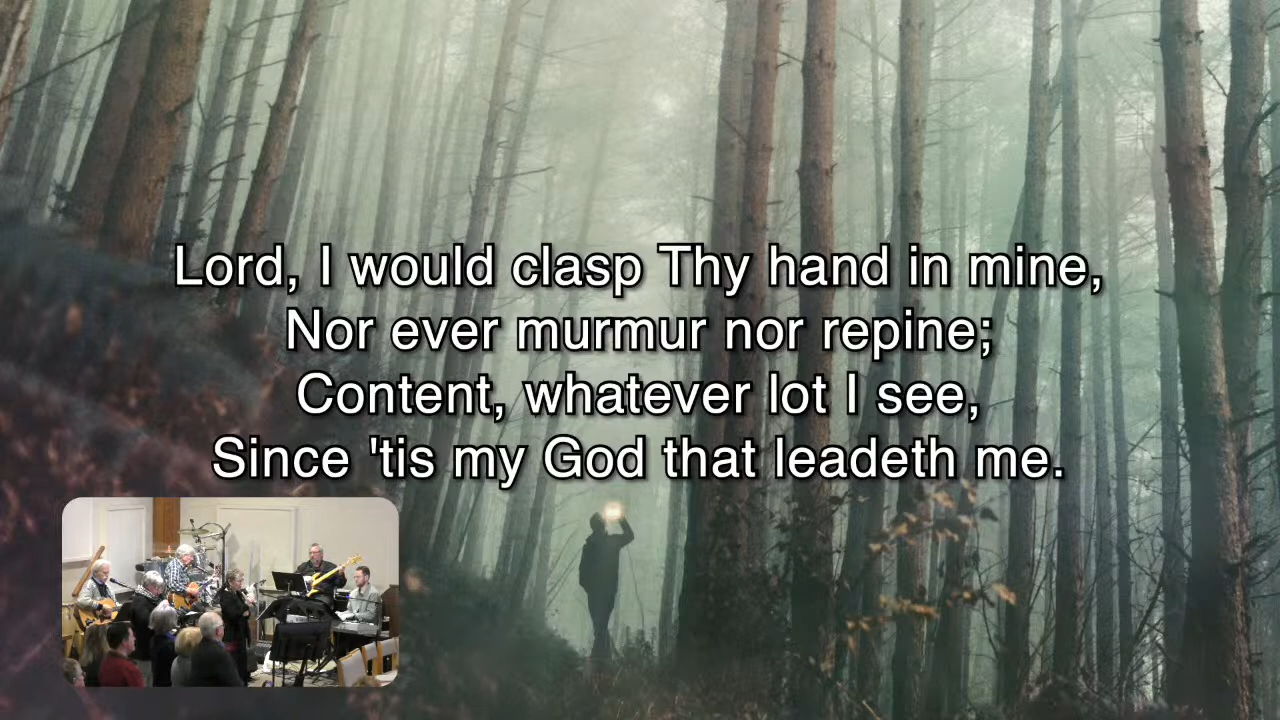 Lord, I would clasp Thy hand in mine,
Nor ever murmur nor repine;
Content, whatever lot I see,
Since 'tis my God that leadeth me.